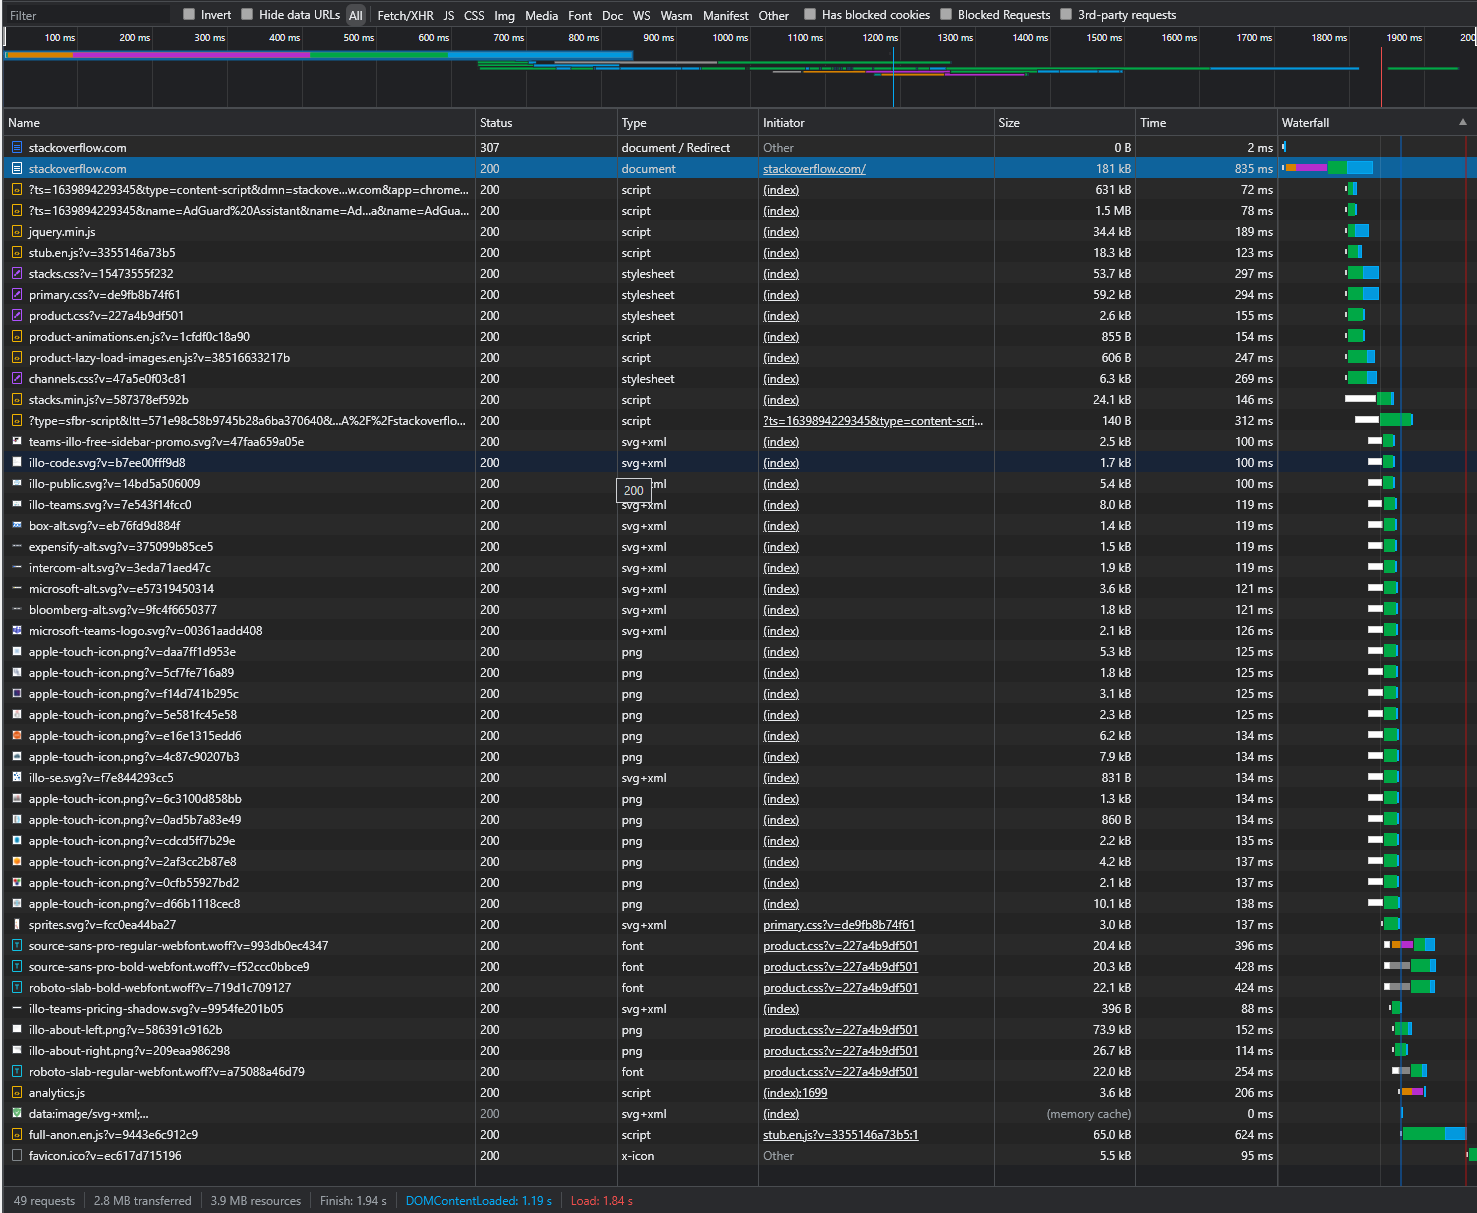 Filter Invert Hide data URLs All Fetch/XHR JS CSS Img Media Font Doc WS Wasm Manifest Other Has blocked cookies Blocked Requests 3rd-party requests
100 ms 200 ms 300 ms 400 ms 500 ms 600 ms 700 ms 800 ms 900 ms 1000 ms 1100 ms 1200 ms 1300 ms 1400 ms 1500 ms 1600 ms 1700 ms 1800 ms 1900 ms 200
Name Status Type Initiator Size Time Waterfall
stackoverflow.com 307 document / Redirect Other 0 B 2 ms
stackoverflow.com 200 document stackoverflow.com/ 181 kB 835 ms
?ts=1639894229345&type=content-script&dmn=stackove...w.com&app=chrome... 200 script (index) 631 kB 72 ms
?ts=1639894229345&name=AdGuard%20Assistant&name=Ad...a&name=AdGua... 200 script (index) 1.5 MB 78 ms
jquery.min.js 200 script (index) 34.4 kB 189 ms
stub.en.js?v=3355146a73b5 200 script (index) 18.3 kB 123 ms
stacks.css?v=15473555f232 200 stylesheet (index) 53.7 kB 297 ms
primary.css?v=de9fb8b74f61 200 stylesheet (index) 59.2 kB 294 ms
product.css?v=227a4b9df501 200 stylesheet (index) 2.6 kB 155 ms
product-animations.en.js?v=1cfdf0c18a90 200 script (index) 855 B 154 ms
product-lazy-load-images.en.js?v=38516633217b 200 script (index) 606 B 247 ms
channels.css?v=47a5e0f03c81 200 stylesheet (index) 6.3 kB 269 ms
stacks.min.js?v=587378ef592b 200 script (index) 24.1 kB 146 ms
?type=sfbr-script&ltt=571e98c58b9745b28a6ba370640&...A%2F%2Fstackoverflo... 200 script ?ts=1639894229345&type=content-scri... 140 B 312 ms
teams-illo-free-sidebar-promo.svg?v=47faa659a05e 200 svg+xml (index) 2.5 kB 100 ms
illo-code.svg?v=b7ee00fff9d8 200 svg+xml (index) 1.7 kB 100 ms
illo-public.svg?v=14bd5a506009 200 ml (index) 5.4 kB 100 ms
200
illo-teams.svg?v=7e543f14fcc0 200 svg+xml (index) 8.0 kB 119 ms
box-alt.svg?v=eb76fd9d884f 200 svg+xml (index) 1.4 kB 119 ms
expensify-alt.svg?v=375099b85ce5 200 svg+xml (index) 1.5 kB 119 ms
intercom-alt.svg?v=3eda71aed47c 200 svg+xml (index) 1.9 kB 119 ms
microsoft-alt.svg?v=e57319450314 200 svg+xml (index) 3.6 kB 121 ms
bloomberg-alt.svg?v=9fc4f6650377 200 svg+xml (index) 1.8 kB 121 ms
microsoft-teams-logo.svg?v=00361aadd408 200 svg+xml (index) 2.1 kB 126 ms
apple-touch-icon.png?v=daa7ff1d953e 200 png (index) 5.3 kB 125 ms
apple-touch-icon.png?v=5cf7fe716a89 200 png (index) 1.8 kB 125 ms
apple-touch-icon.png?v=f14d741b295c 200 png (index) 3.1 kB 125 ms
apple-touch-icon.png?v=5e581fc45e58 200 png (index) 2.3 kB 125 ms
apple-touch-icon.png?v=e16e1315edd6 200 png (index) 6.2 kB 134 ms
apple-touch-icon.png?v=4c87c90207b3 200 png (index) 7.9 kB 134 ms
illo-se.svg?v=f7e844293cc5 200 svg+xml (index) 831 B 134 ms
apple-touch-icon.png?v=6c3100d858bb 200 png (index) 1.3 kB 134 ms
apple-touch-icon.png?v=0ad5b7a83e49 200 png (index) 860 B 134 ms
apple-touch-icon.png?v=cdcd5ff7b29e 200 png (index) 2.2 kB 135 ms
apple-touch-icon.png?v=2af3cc2b87e8 200 png (index) 4.2 kB 137 ms
apple-touch-icon.png?v=0cfb55927bd2 200 png (index) 2.1 kB 137 ms
apple-touch-icon.png?v=d66b1118cec8 200 png (index) 10.1 kB 138 ms
sprites.svg?v=fcc0ea44ba27 200 svg+xml primary.css?v=de9fb8b74f61 3.0 kB 137 ms
source-sans-pro-regular-webfont.woff?v=993db0ec4347 200 font product.css?v=227a4b9df501 20.4 kB 396 ms
source-sans-pro-bold-webfont.woff?v=f52ccc0bbce9 200 font product.css?v=227a4b9df501 20.3 kB 428 ms
roboto-slab-bold-webfont.woff?v=719d1c709127 200 font product.css?v=227a4b9df501 22.1 kB 424 ms
illo-teams-pricing-shadow.svg?v=9954fe201b05 200 svg+xml (index) 396 B 88 ms
illo-about-left.png?v=586391c9162b 200 png product.css?v=227a4b9df501 73.9 kB 152 ms
illo-about-right.png?v=209eaa986298 200 png product.css?v=227a4b9df501 26.7 kB 114 ms
roboto-slab-regular-webfont.woff?v=a75088a46d79 200 font product.css?v=227a4b9df501 22.0 kB 254 ms
analytics.js 200 script (index):1699 3.6 kB 206 ms
data:image/svg+xml;... 200 svg+xml (index) (memory cache) 0 ms
full-anon.en.js?v=9443e6c912c9 200 script stub.en.js?v=3355146a73b5:1 65.0 kB 624 ms
favicon.ico?v=ec617d715196 200 x-icon Other 5.5 kB 95 ms
49 requests 2.8 MB transferred 3.9 MB resources Finish: 1.94 s DOMContentLoaded: 1.19 s Load: 1.84 s